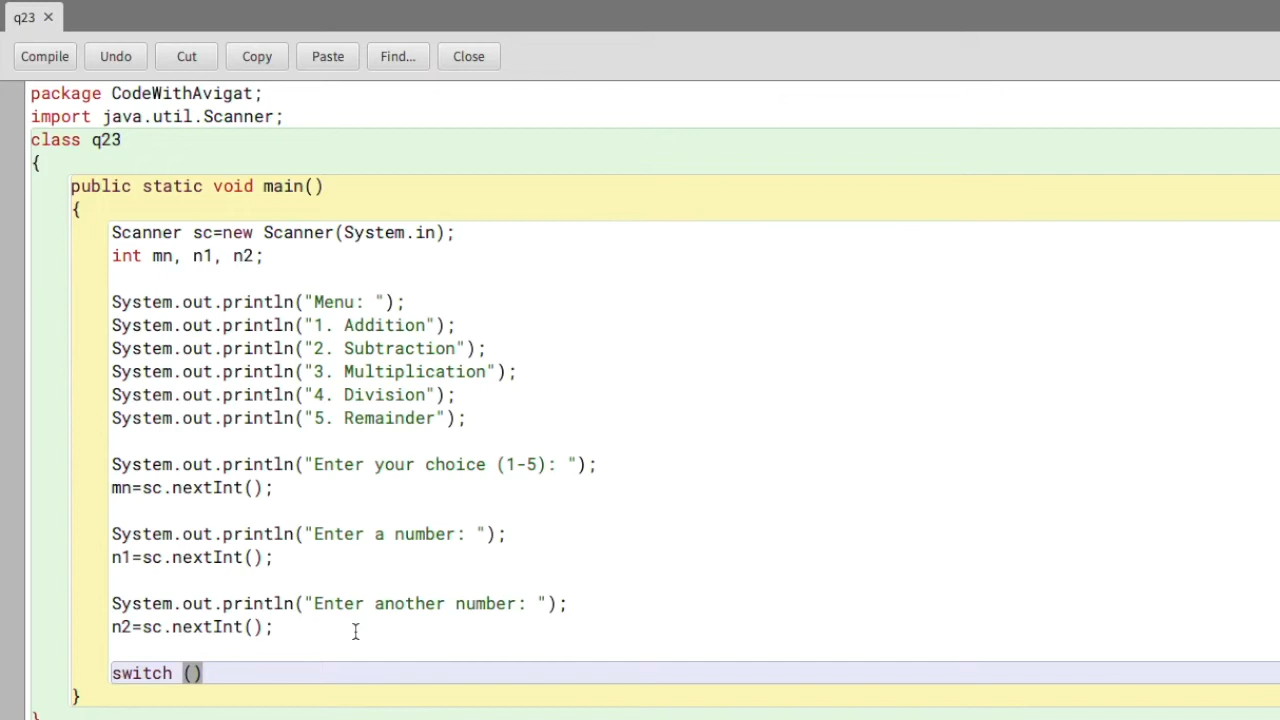 q23 ×
Compile Undo Cut Copy Paste Find... Close
package CodeWithAvigat;
import java.util.Scanner;
class q23
{
public static void main()
{
Scanner sc=new Scanner(System.in);
int mn, n1, n2;
System.out.println("Menu: ");
System.out.println("1. Addition");
System.out.println("2. Subtraction");
System.out.println("3. Multiplication");
System.out.println("4. Division");
System.out.println("5. Remainder");
System.out.println("Enter your choice (1-5): ");
mn=sc.nextInt();
System.out.println("Enter a number: ");
n1=sc.nextInt();
System.out.println("Enter another number: ");
n2=sc.nextInt();
switch ()
}
}